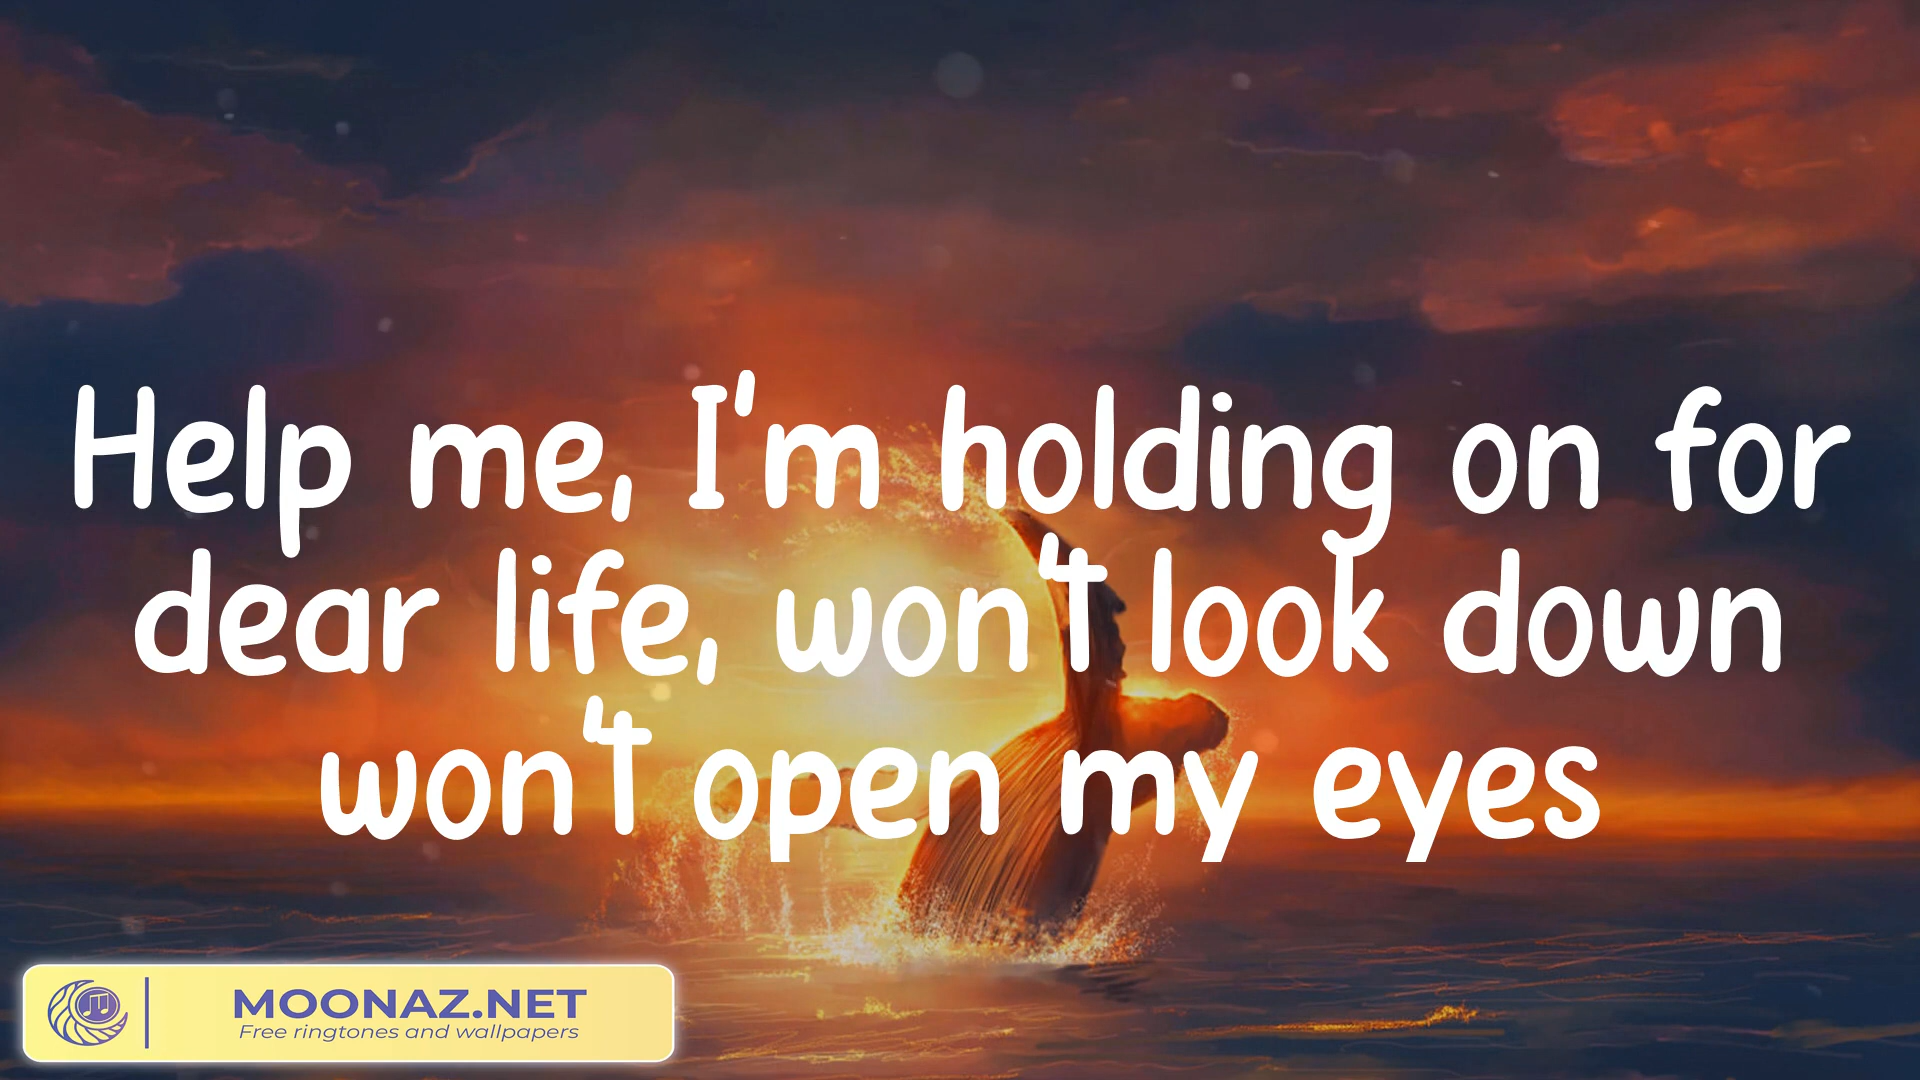 Help me, I'm holding on for
dear life, won't look down
won't open my eyes
MOONAZ.NET
Free ringtones and wallpapers